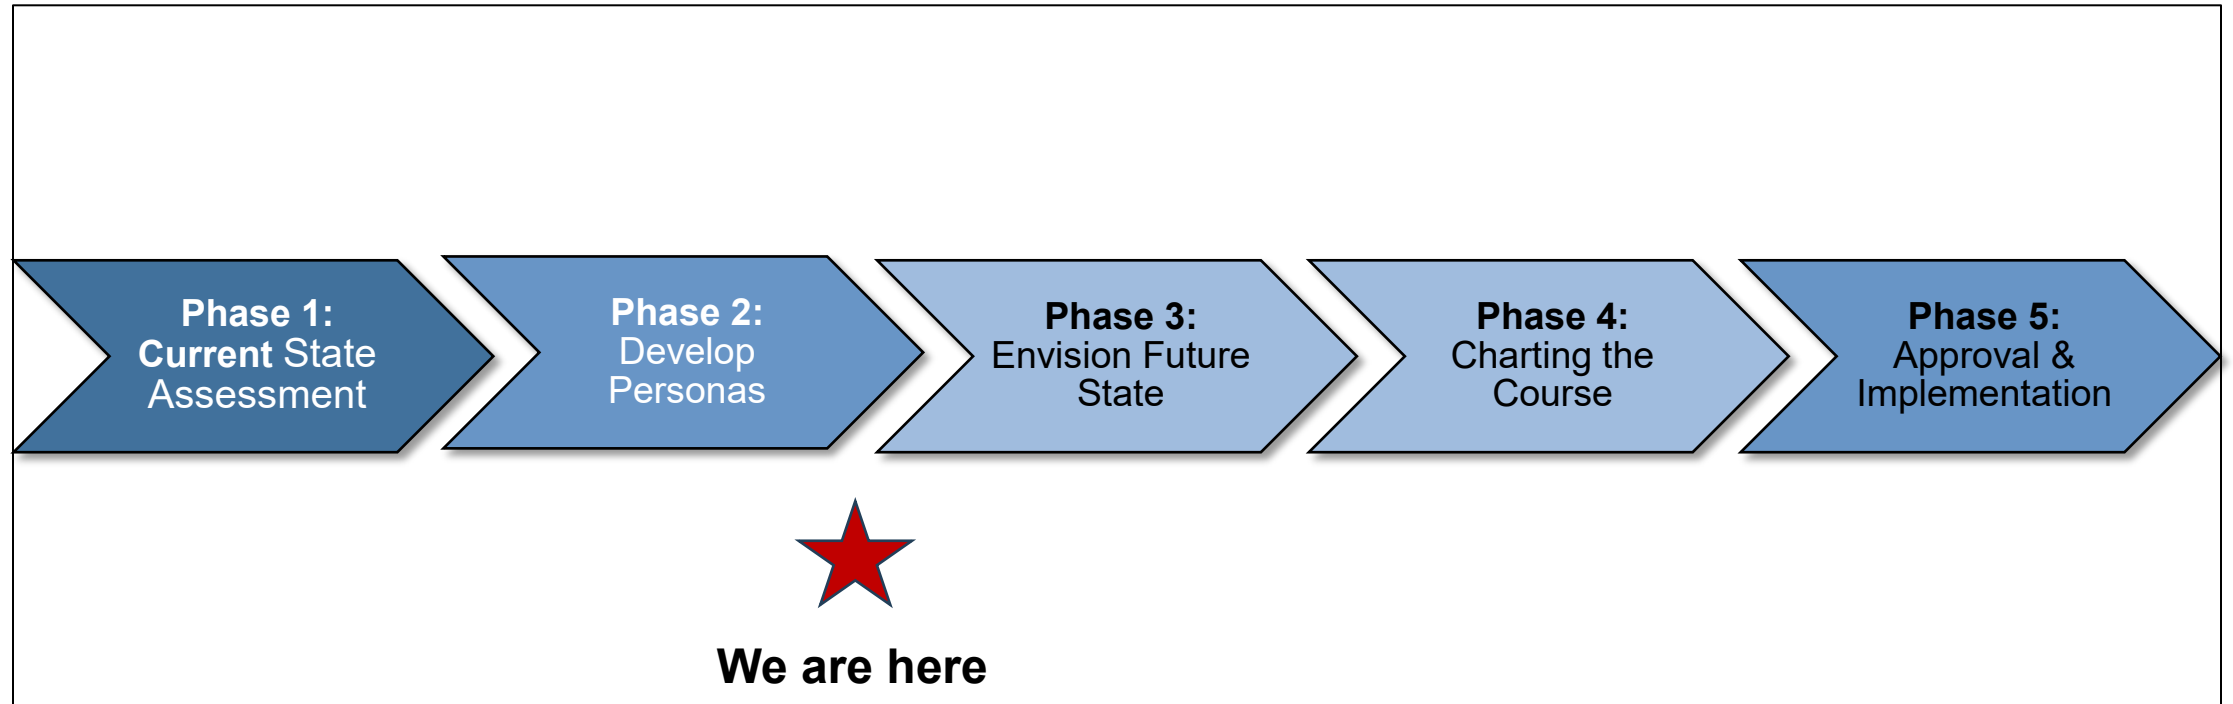 Phase 1:
Current State
Assessment
Phase 2:
Develop
Personas
Phase 3:
Envision Future
State
Phase 4:
Charting the
Course
Phase 5:
Approval &
Implementation
We are here